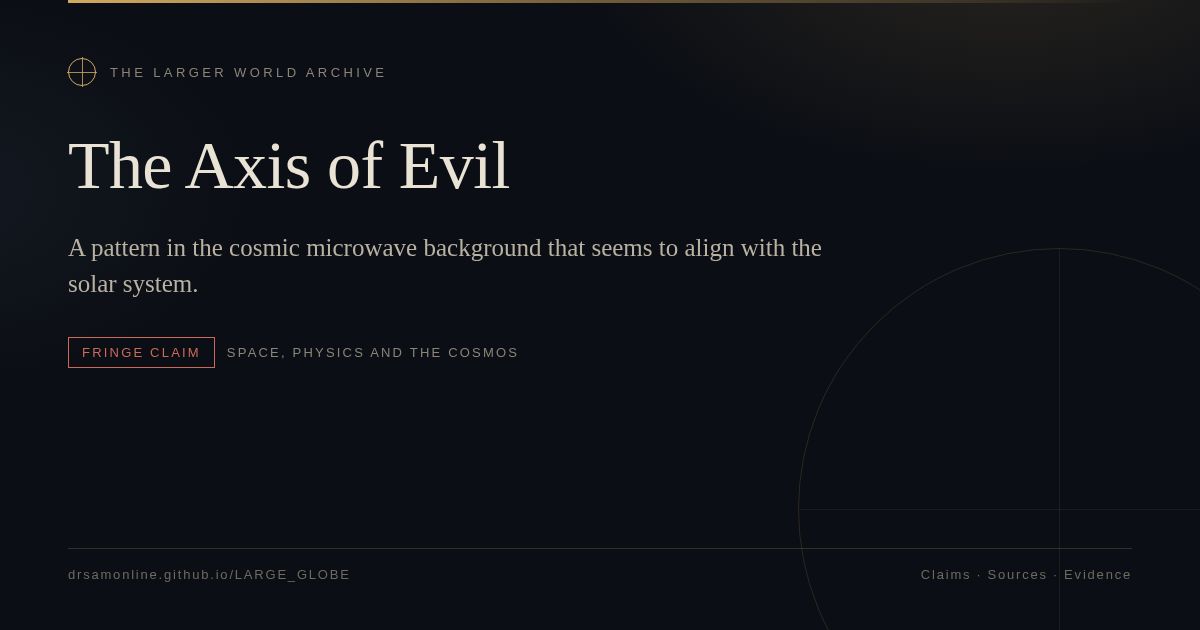 THE LARGER WORLD ARCHIVE
The Axis of Evil
A pattern in the cosmic microwave background that seems to align with the
solar system.
FRINGE CLAIM
SPACE, PHYSICS AND THE COSMOS
drsamonline.github.io/LARGE_GLOBE
Claims · Sources · Evidence